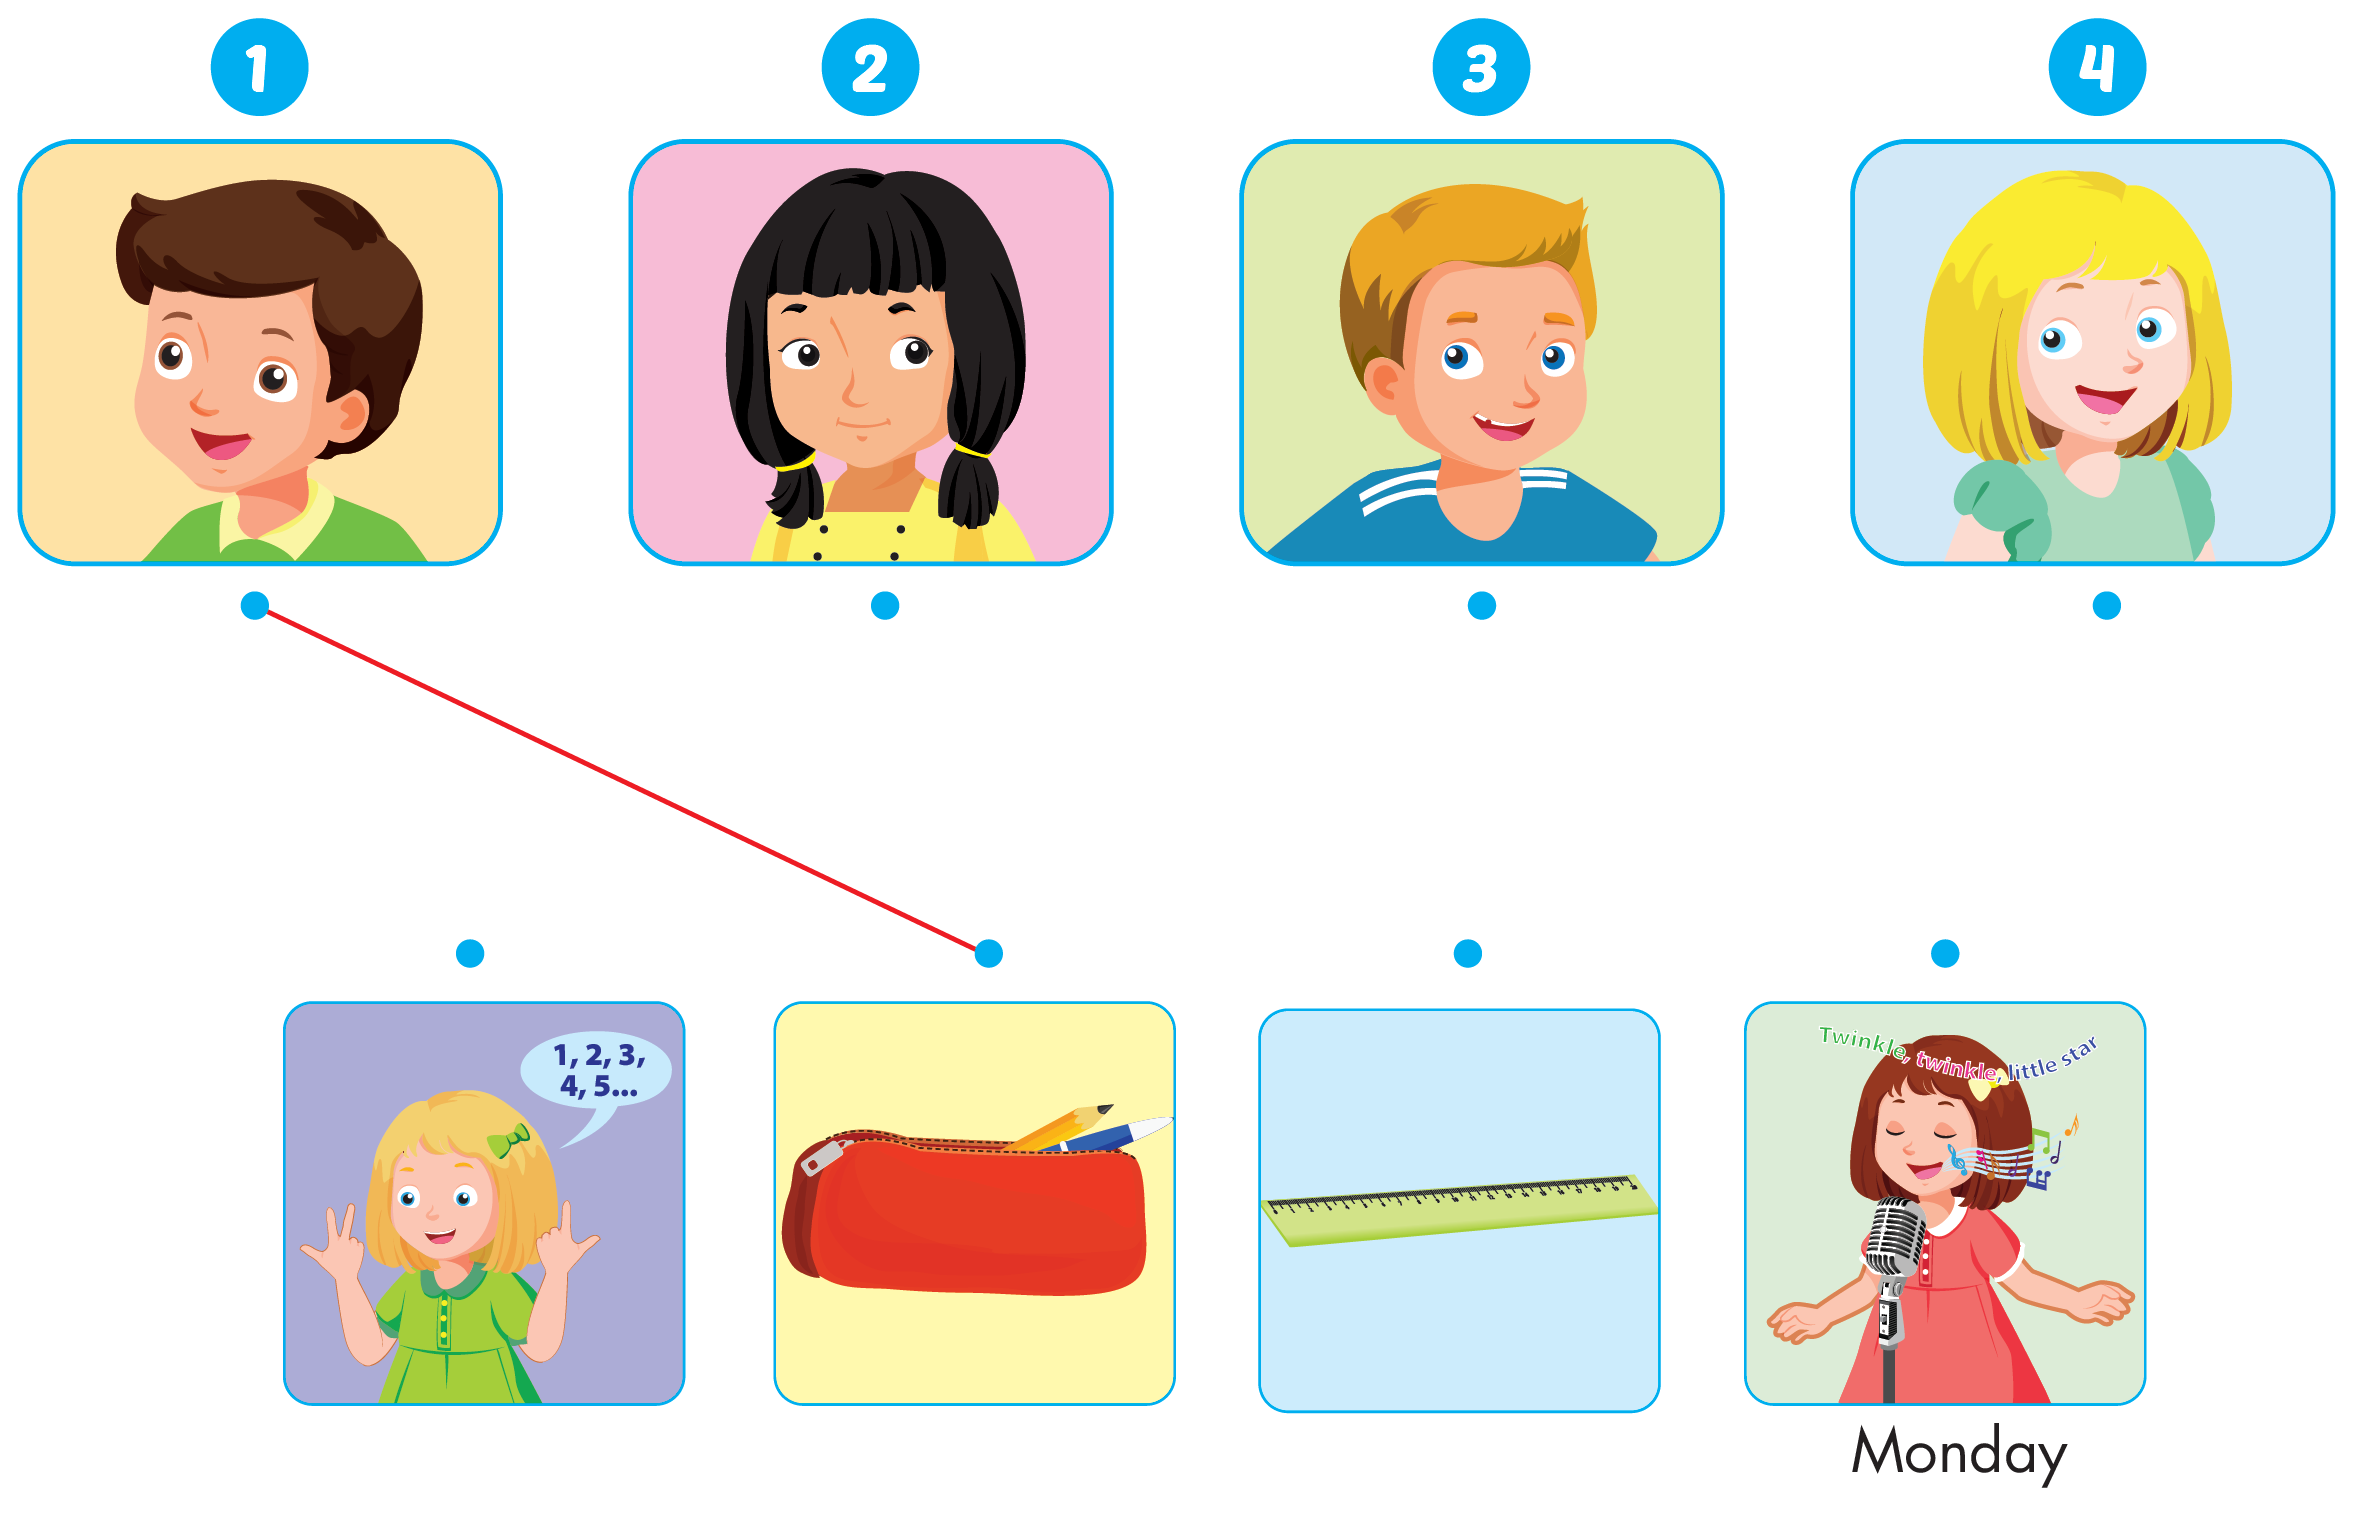 1
2
3
4
1, 2, 3,
4, 5...
Twinkle, twinkle, little star
Monday